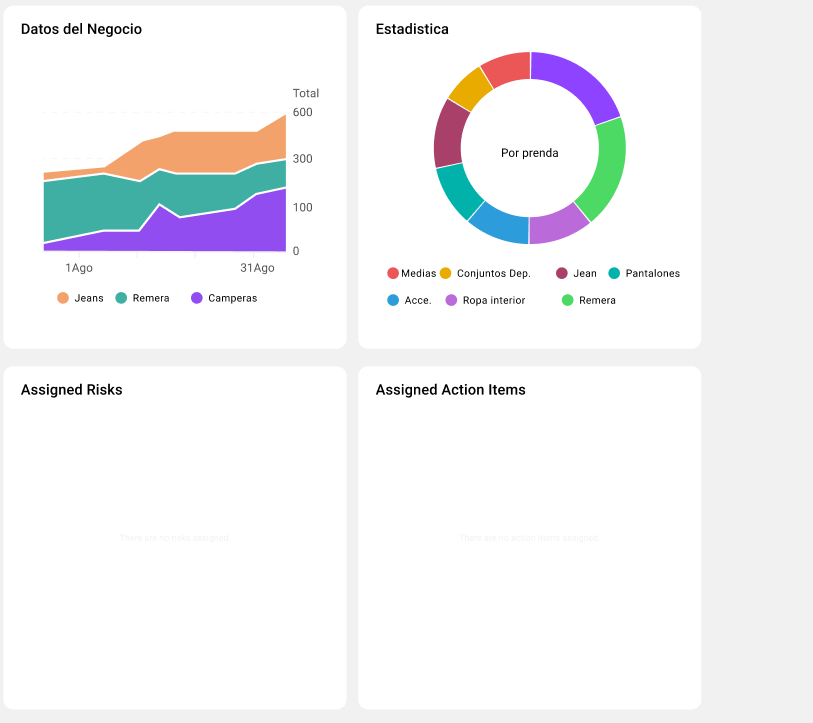 Datos del Negocio
Total
600
300
100
0
1Ago 31Ago
Jeans Remera Camperas
Estadistica
Por prenda
Medias Conjuntos Dep. Jean Pantalones
Acce. Ropa interior Remera
Assigned Risks
There are no risks assigned.
Assigned Action Items
There are no action items assigned.